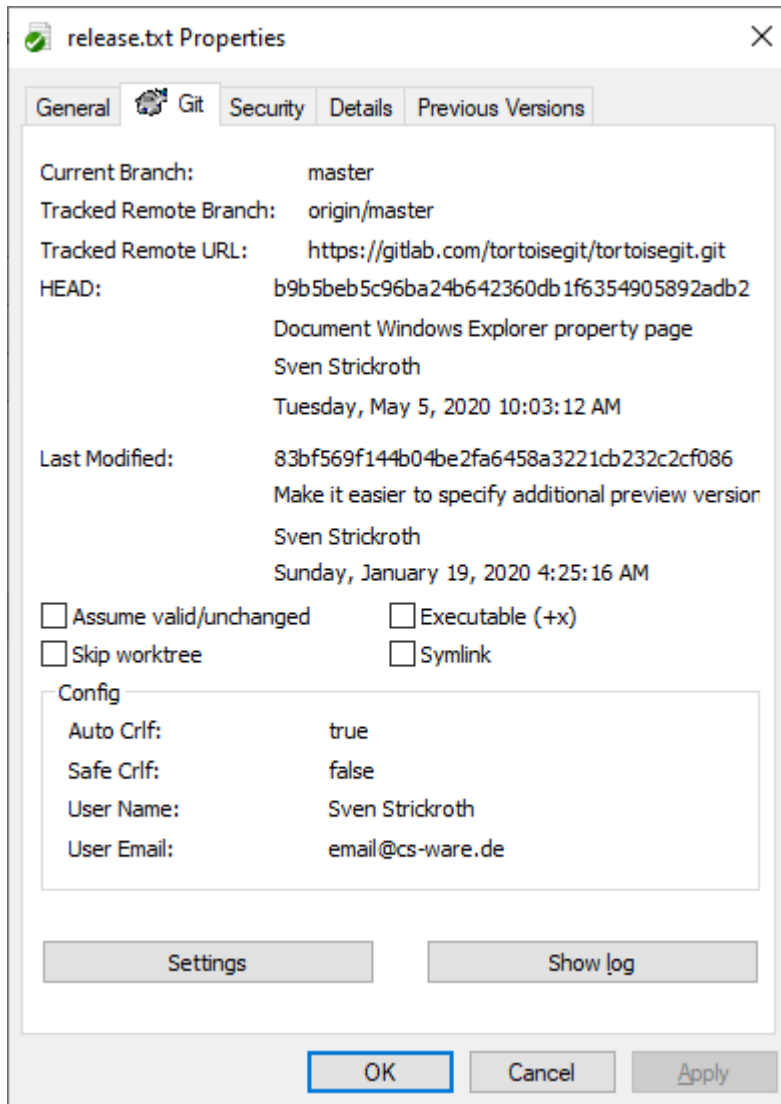 release.txt Properties
General Git Security Details Previous Versions
Current Branch: master
Tracked Remote Branch: origin/master
Tracked Remote URL: https://gitlab.com/tortoisegit/tortoisegit.git
HEAD: b9b5beb5c96ba24b642360db1f6354905892adb2
Document Windows Explorer property page
Sven Strickroth
Tuesday, May 5, 2020 10:03:12 AM
Last Modified: 83bf569f144b04be2fa6458a3221cb232c2cf086
Make it easier to specify additional preview version
Sven Strickroth
Sunday, January 19, 2020 4:25:16 AM
Assume valid/unchanged Executable (+x)
Skip worktree Symlink
Config
Auto Crlf: true
Safe Crlf: false
User Name: Sven Strickroth
User Email: email@cs-ware.de
Settings Show log
OK Cancel Apply